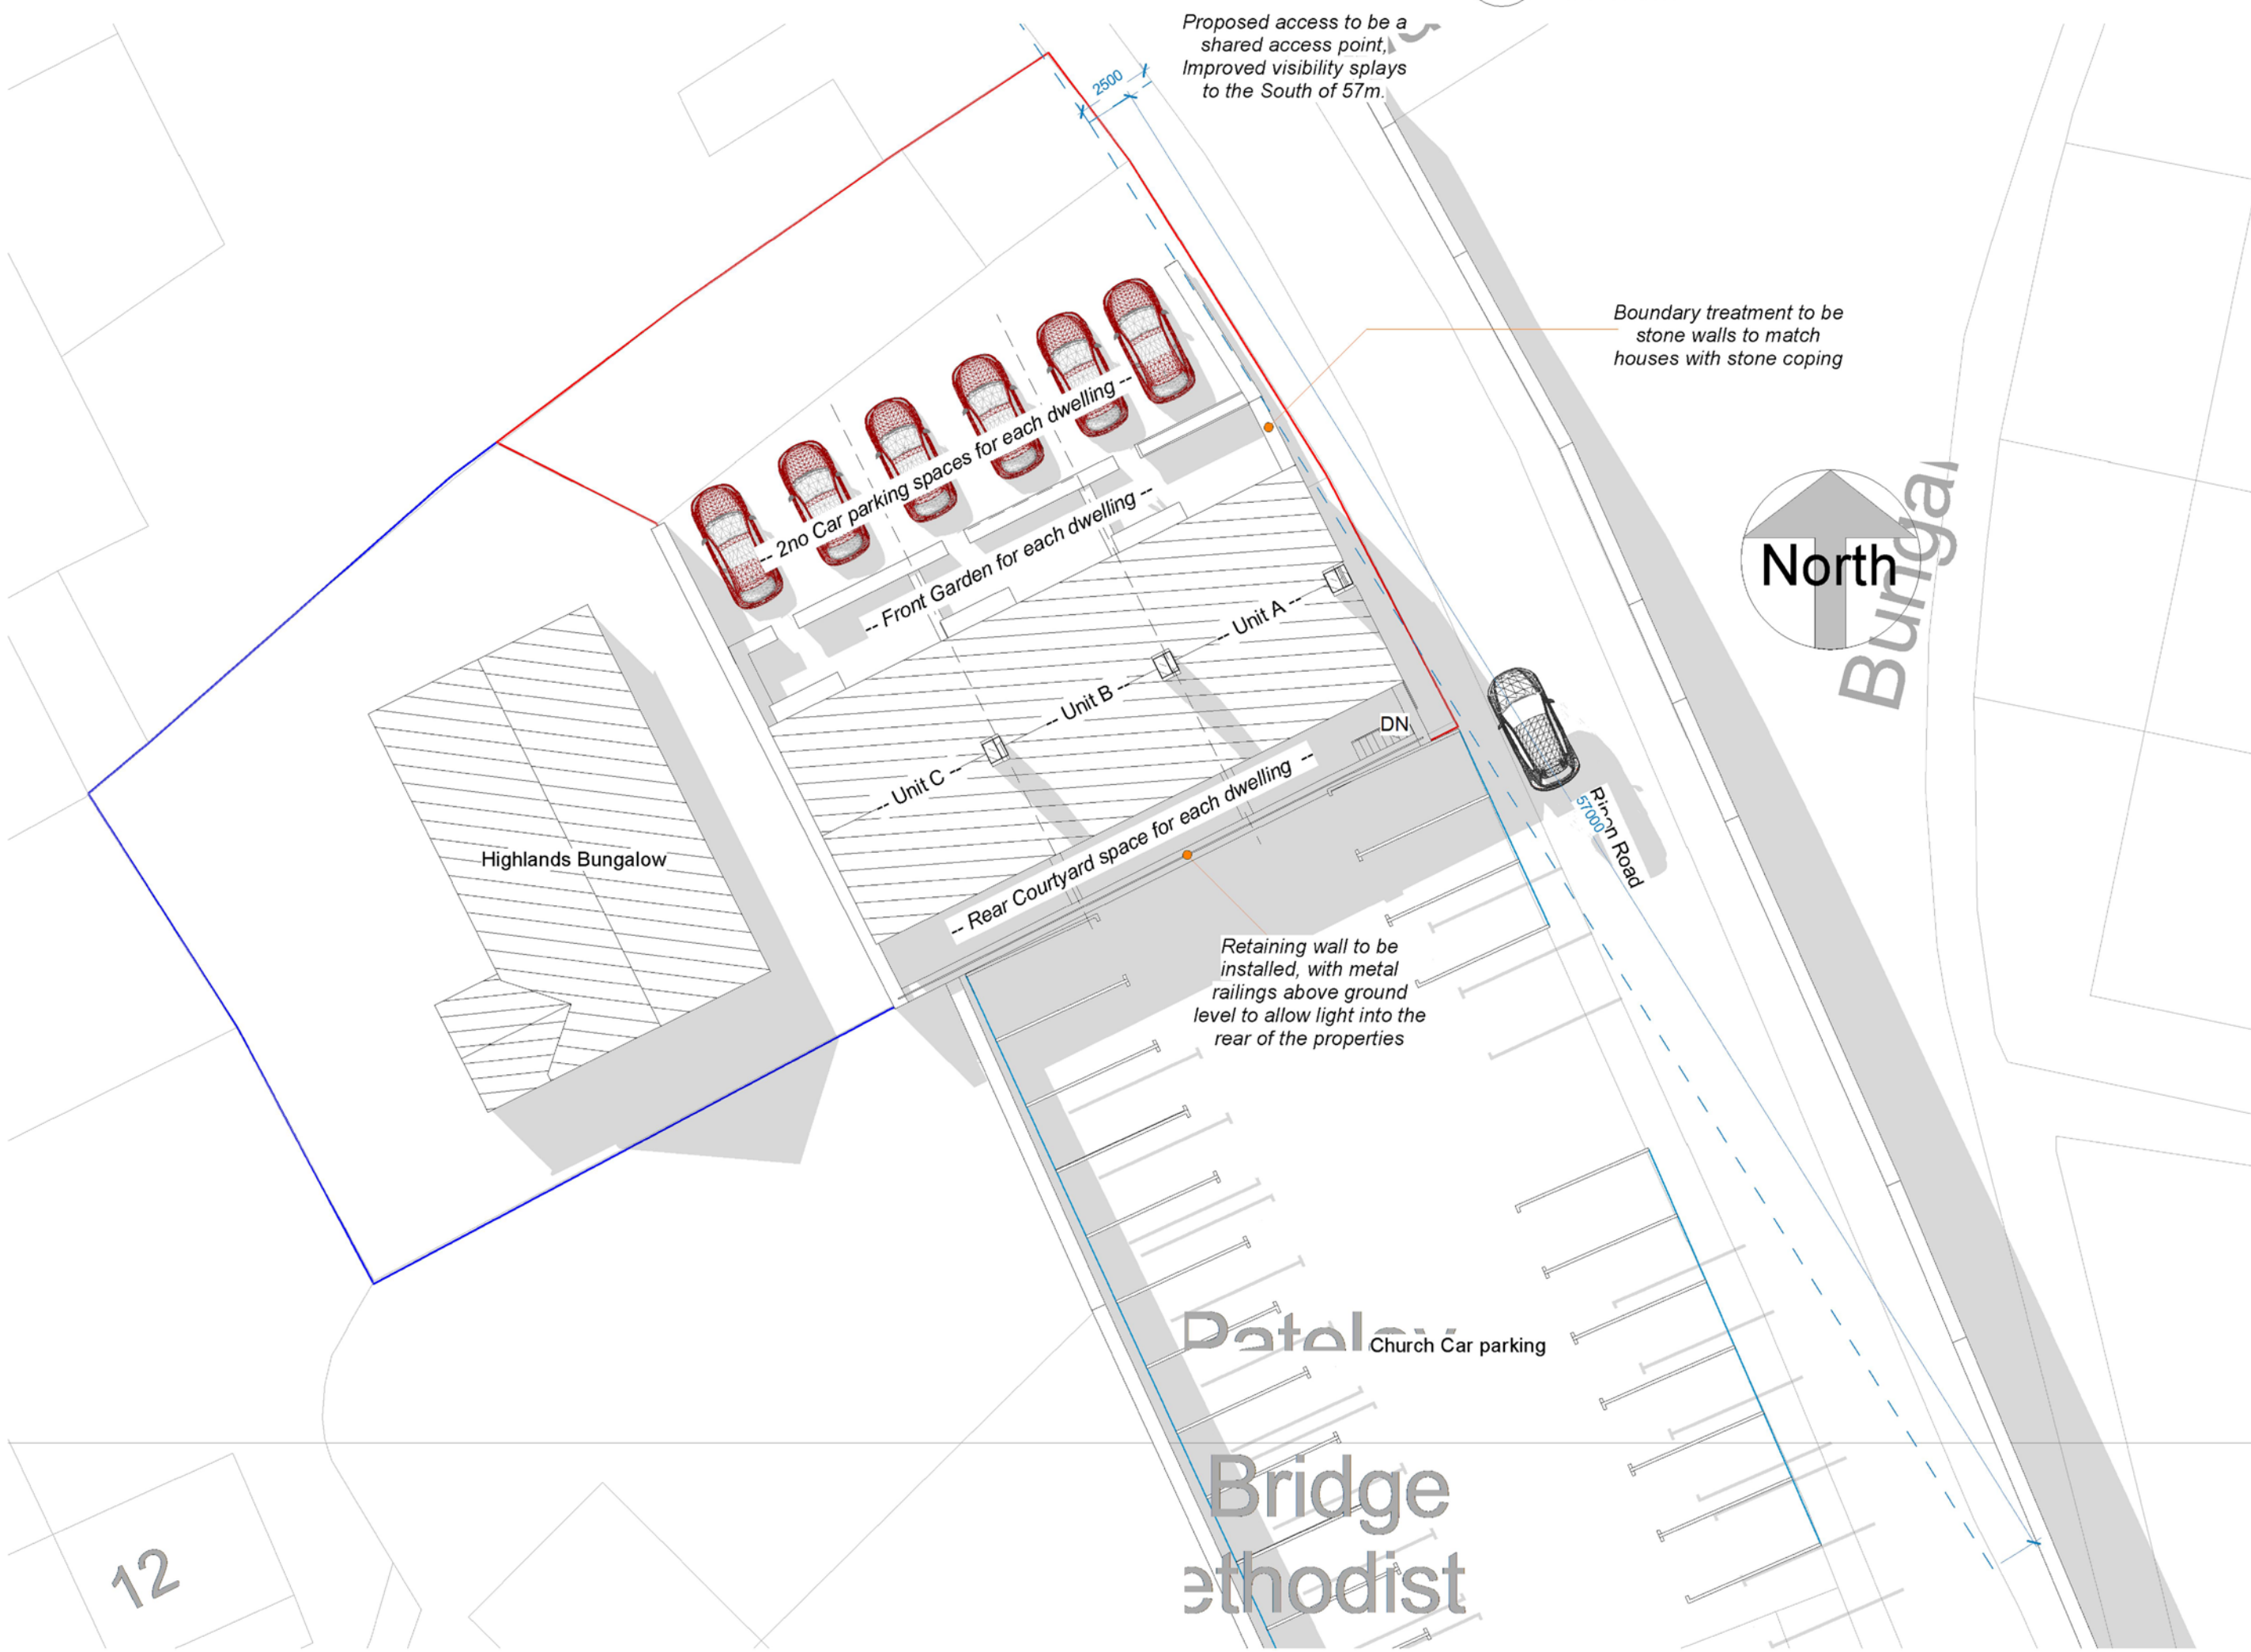 Proposed access to be a
shared access point,
Improved visibility splays
to the South of 57m.
2500
Boundary treatment to be
stone walls to match
houses with stone coping
North
-- 2no Car parking spaces for each dwelling --
-- Front Garden for each dwelling --
-- Unit A --
-- Unit B --
-- Unit C --
DN
-- Rear Courtyard space for each dwelling --
57000
Ripon Road
Highlands Bungalow
Retaining wall to be
installed, with metal
railings above ground
level to allow light into the
rear of the properties
Church Car parking
Pateley
Bridge
ethodist
12